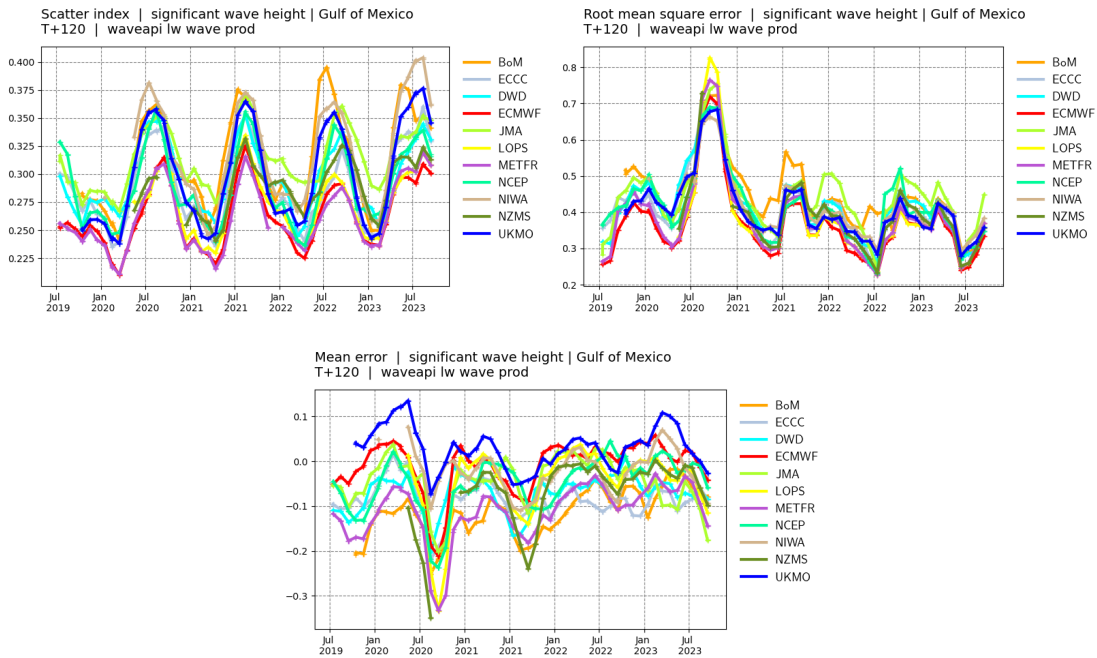 Scatter index | significant wave height | Gulf of Mexico
T+120 | waveapi lw wave prod
0.400
0.375
0.350
0.325
0.300
0.275
0.250
0.225
Jul Jan Jul Jan Jul Jan Jul Jan Jul
2019 2020 2020 2021 2021 2022 2022 2023 2023
BoM
ECCC
DWD
ECMWF
JMA
LOPS
METFR
NCEP
NIWA
NZMS
UKMO
Root mean square error | significant wave height | Gulf of Mexico
T+120 | waveapi lw wave prod
0.8
0.7
0.6
0.5
0.4
0.3
0.2
Jul Jan Jul Jan Jul Jan Jul Jan Jul
2019 2020 2020 2021 2021 2022 2022 2023 2023
BoM
ECCC
DWD
ECMWF
JMA
LOPS
METFR
NCEP
NIWA
NZMS
UKMO
Mean error | significant wave height | Gulf of Mexico
T+120 | waveapi lw wave prod
0.1
0.0
−0.1
−0.2
−0.3
Jul Jan Jul Jan Jul Jan Jul Jan Jul
2019 2020 2020 2021 2021 2022 2022 2023 2023
BoM
ECCC
DWD
ECMWF
JMA
LOPS
METFR
NCEP
NIWA
NZMS
UKMO